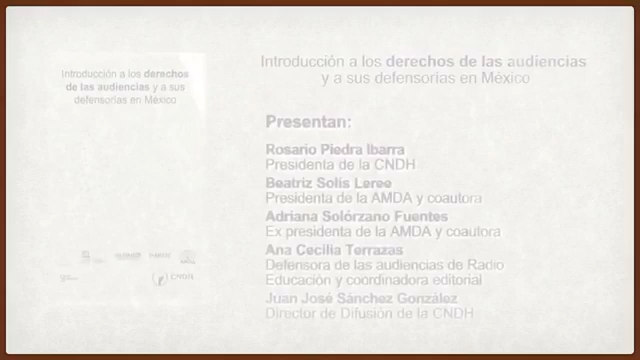 Introducción a los derechos
de las audiencias y a sus
defensorías en México
CNDH
Introducción a los derechos de las audiencias
y a sus defensorías en México
Presentan:
Rosario Piedra Ibarra
Presidenta de la CNDH
Beatriz Solís Leree
Presidenta de la AMDA y coautora
Adriana Solórzano Fuentes
Ex presidenta de la AMDA y coautora
Ana Cecilia Terrazas
Defensora de las audiencias de Radio
Educación y coordinadora editorial
Juan José Sánchez González
Director de Difusión de la CNDH